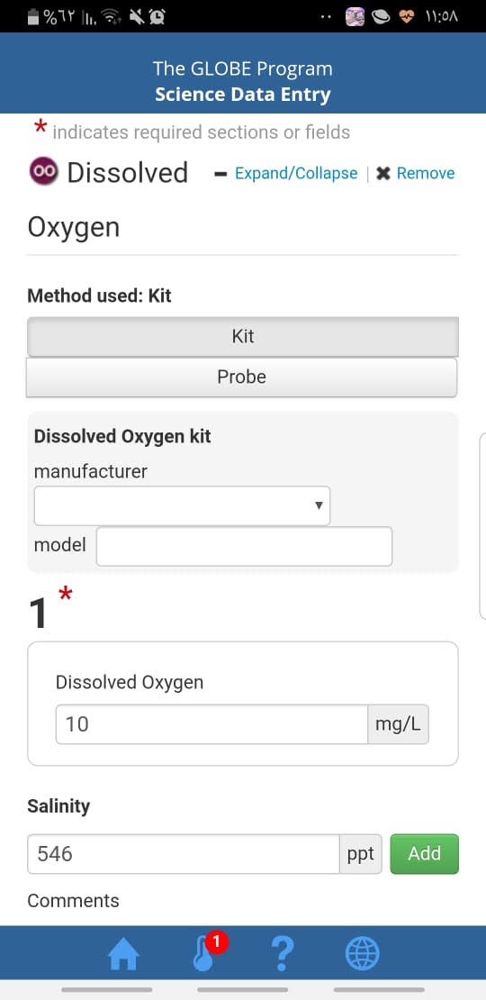 %٦٢ ١١:٥٨
The GLOBE Program
Science Data Entry
* indicates required sections or fields
Dissolved Oxygen
Expand/Collapse | Remove
Method used: Kit
Kit
Probe
Dissolved Oxygen kit
manufacturer
model
1 *
Dissolved Oxygen
10 mg/L
Salinity
546 ppt Add
Comments
1 ?